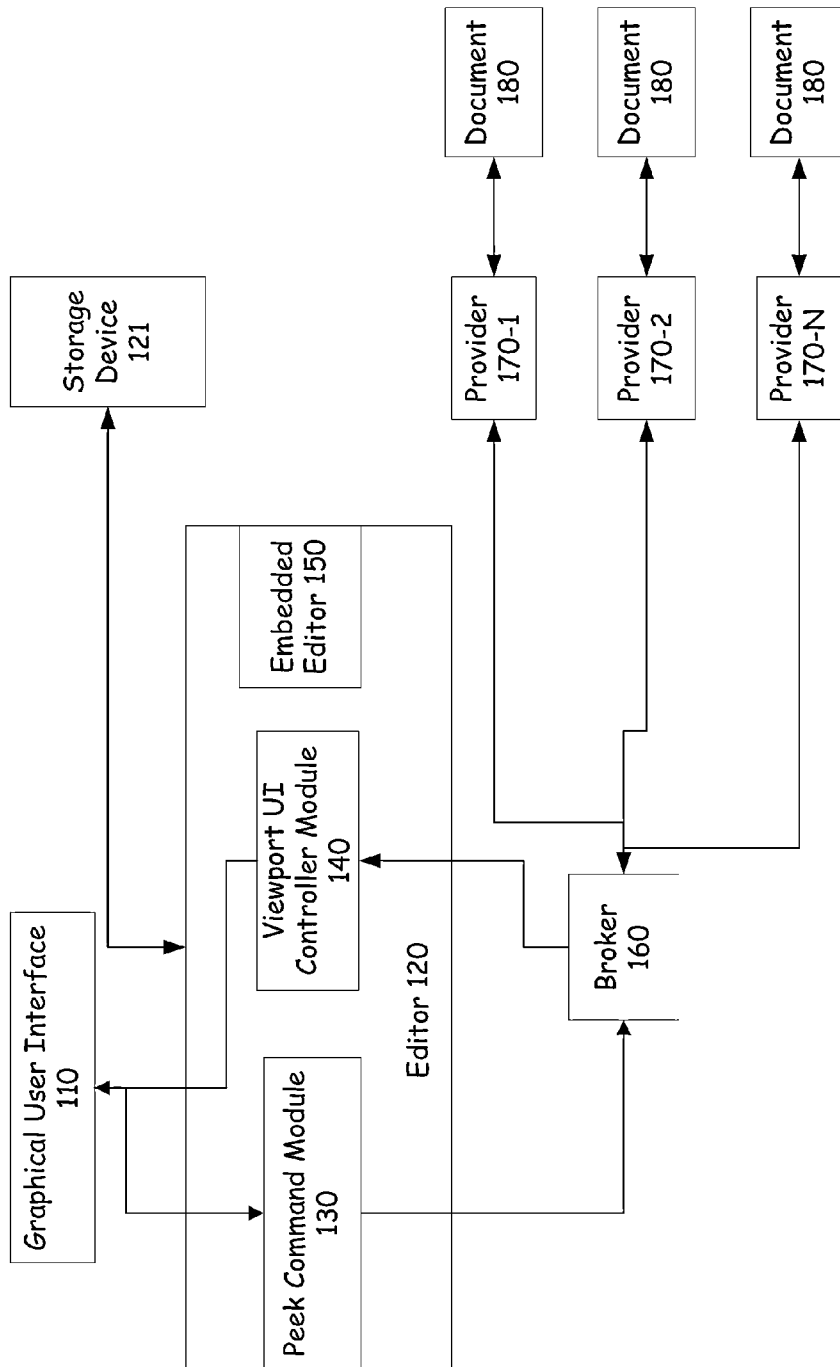 Graphical User Interface
110
Storage
Device
121
Peek Command Module
130
Viewport UI
Controller Module
140
Embedded
Editor 150
Editor 120
Broker
160
Provider
170-1
Document
180
Provider
170-2
Document
180
Provider
170-N
Document
180